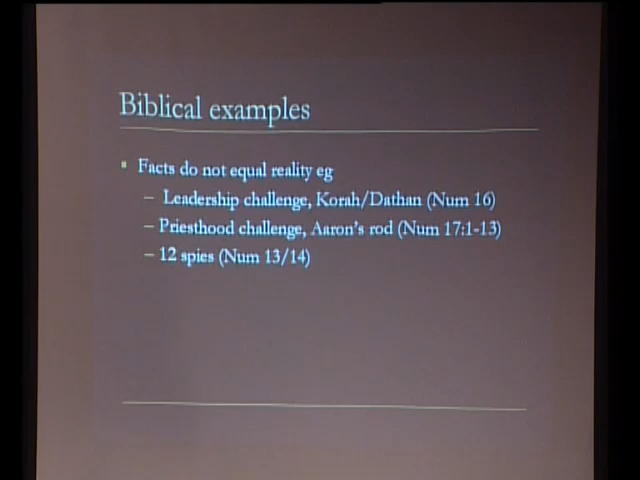 Biblical examples
Facts do not equal reality eg
– Leadership challenge, Korah/Dathan (Num 16)
– Priesthood challenge, Aaron's rod (Num 17:1-13)
– 12 spies (Num 13/14)